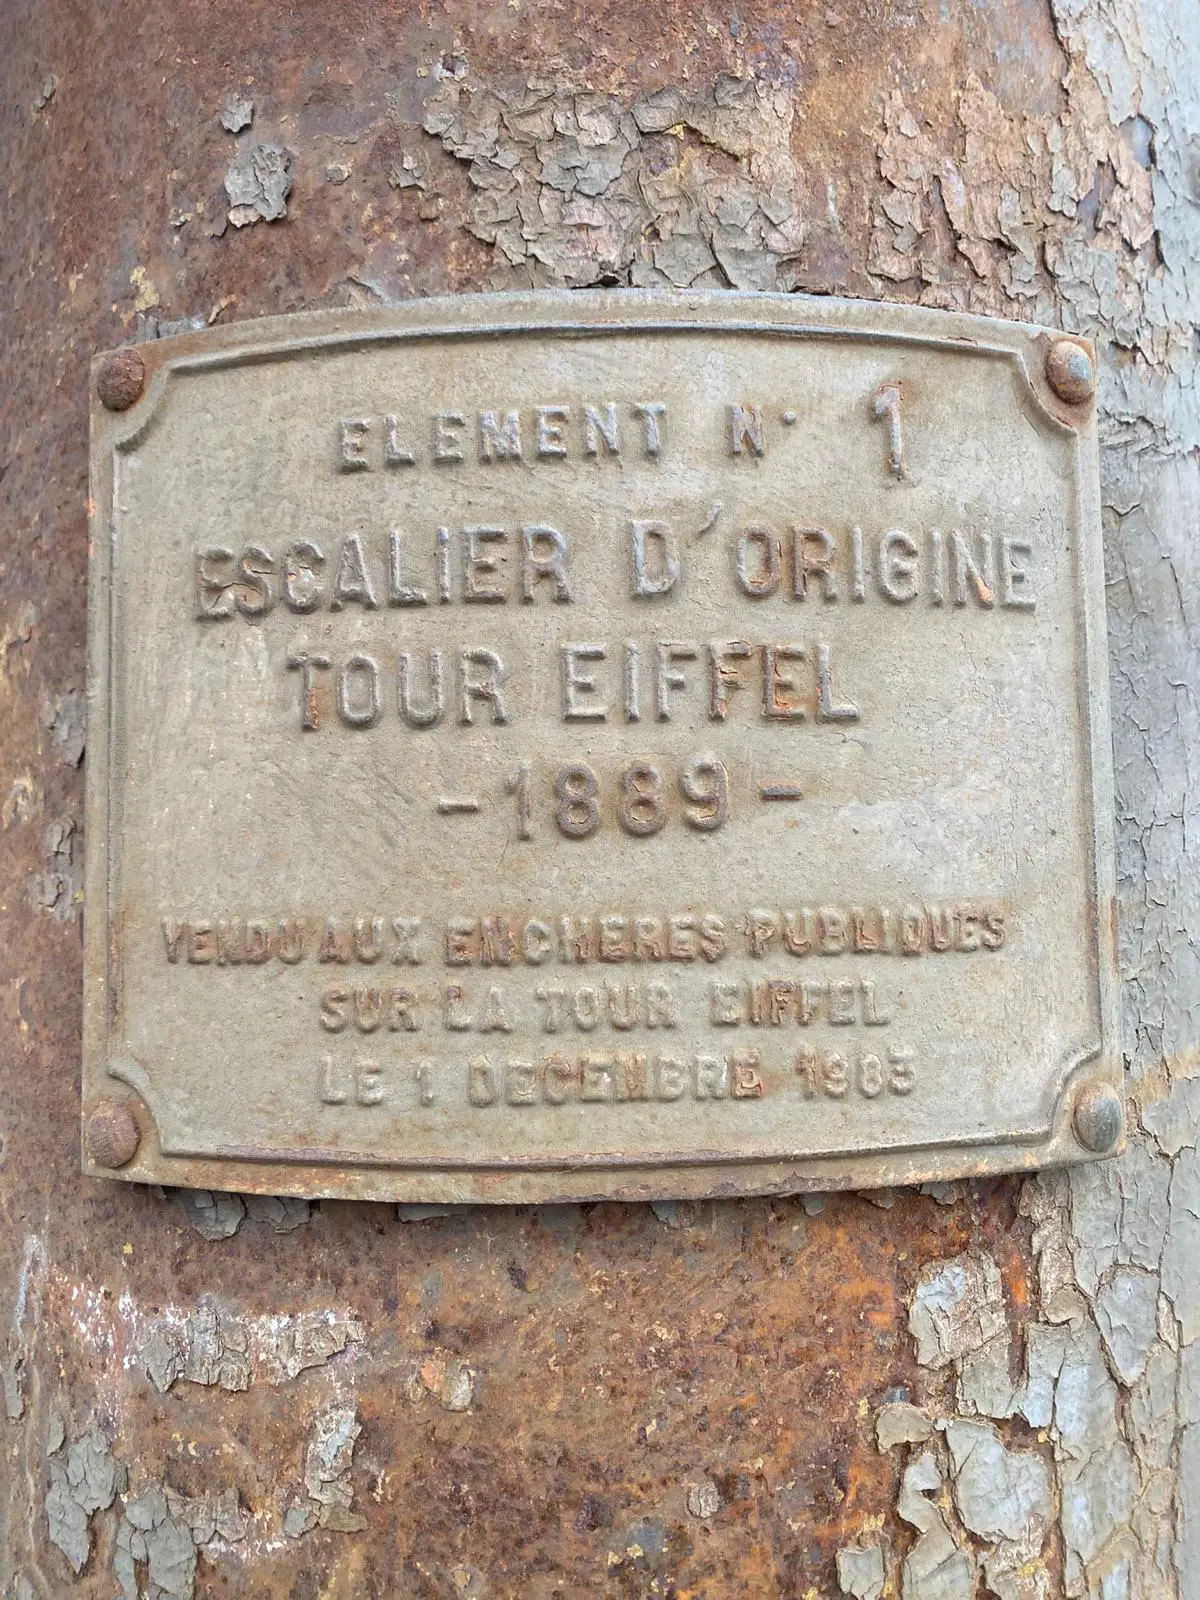 ELEMENT N· 1
ESCALIER D'ORIGINE
TOUR EIFFEL
- 1889 -
VENDU AUX ENCHERES PUBLIQUES
SUR LA TOUR EIFFEL
LE 1 DECEMBRE 1983